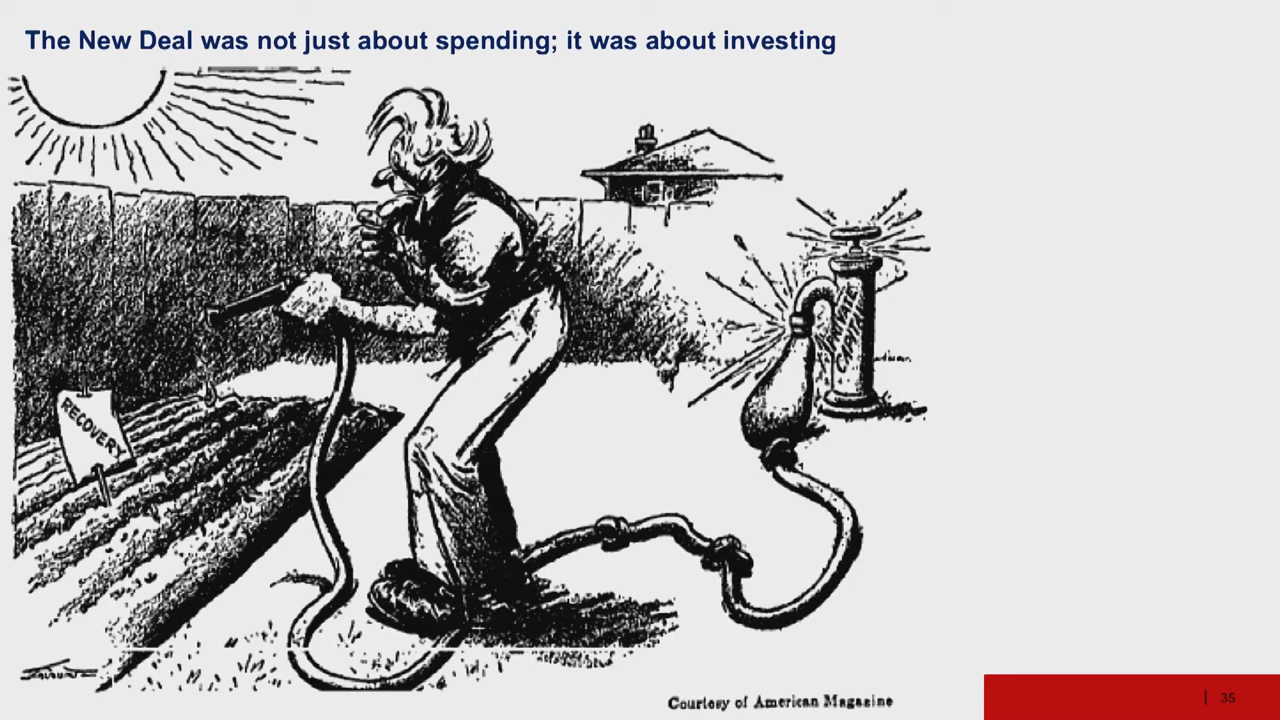 The New Deal was not just about spending; it was about investing
RECOVERY
Courtesy of American Magazine
35